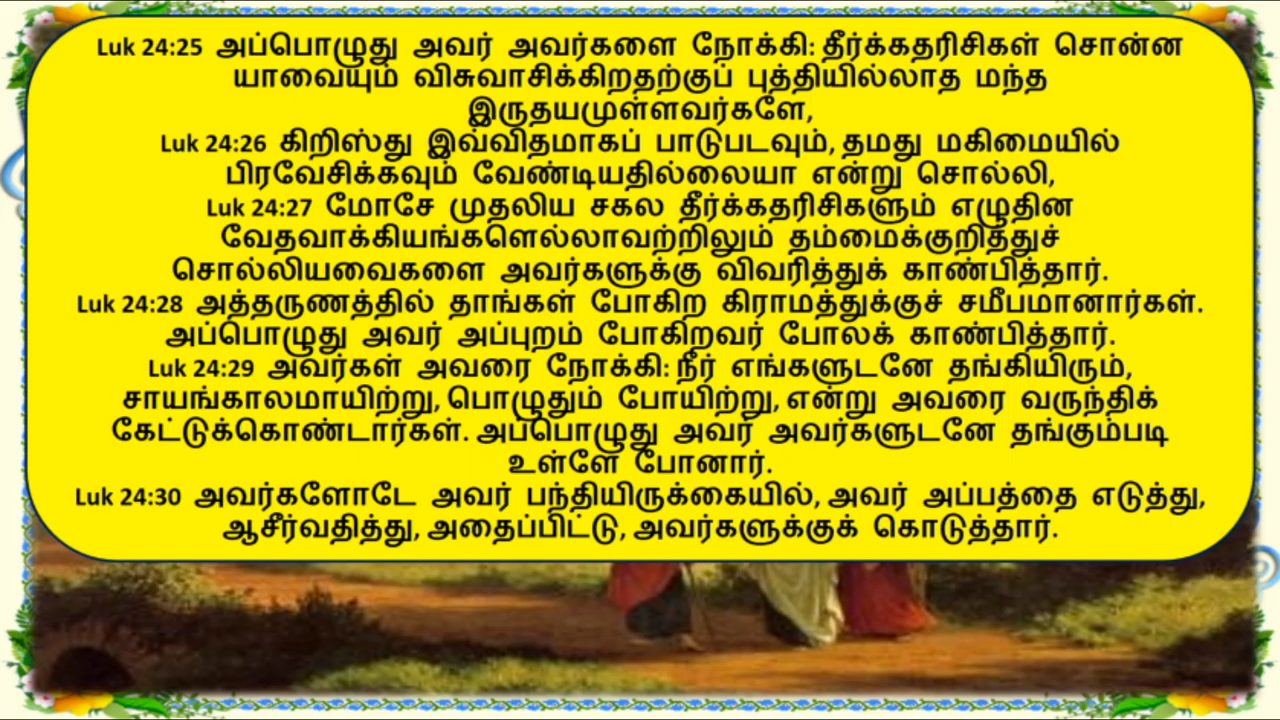 Luk 24:25 அப்பொழுது அவர் அவர்களை நோக்கி: தீர்க்கதரிசிகள் சொன்ன
யாவையும் விசுவாசிக்கிறதற்குப் புத்தியில்லாத மந்த
இருதயமுள்ளவர்களே,
Luk 24:26 கிறிஸ்து இவ்விதமாகப் பாடுபடவும், தமது மகிமையில்
பிரவேசிக்கவும் வேண்டியதில்லையா என்று சொல்லி,
Luk 24:27 மோசே முதலிய சகல தீர்க்கதரிசிகளும் எழுதின
வேதவாக்கியங்களெல்லாவற்றிலும் தம்மைக்குறித்துச்
சொல்லியவைகளை அவர்களுக்கு விவரித்துக் காண்பித்தார்.
Luk 24:28 அத்தருணத்தில் தாங்கள் போகிற கிராமத்துக்குச் சமீபமானார்கள்.
அப்பொழுது அவர் அப்புறம் போகிறவர் போலக் காண்பித்தார்.
Luk 24:29 அவர்கள் அவரை நோக்கி: நீர் எங்களுடனே தங்கியிரும்,
சாயங்காலமாயிற்று, பொழுதும் போயிற்று, என்று அவரை வருந்திக்
கேட்டுக்கொண்டார்கள். அப்பொழுது அவர் அவர்களுடனே தங்கும்படி
உள்ளே போனார்.
Luk 24:30 அவர்களோடே அவர் பந்தியிருக்கையில், அவர் அப்பத்தை எடுத்து,
ஆசீர்வதித்து, அதைப்பிட்டு, அவர்களுக்குக் கொடுத்தார்.